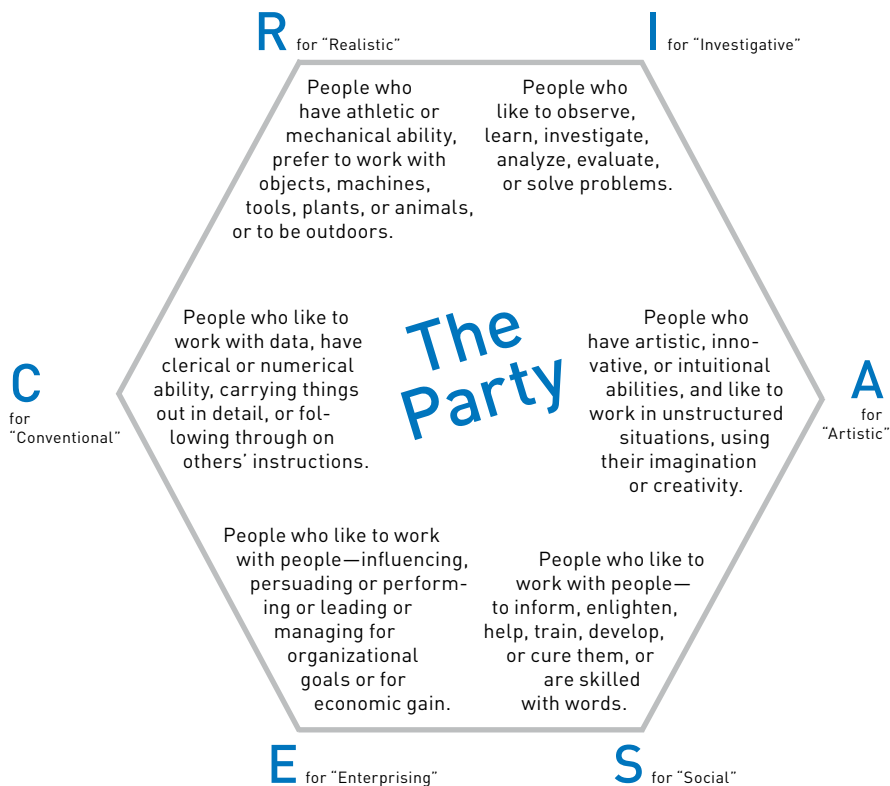 R for “Realistic”
I for “Investigative”
People who
have athletic or
mechanical ability,
prefer to work with
objects, machines,
tools, plants, or animals,
or to be outdoors.
People who
like to observe,
learn, investigate,
analyze, evaluate,
or solve problems.
C
for
“Conventional”
People who like to
work with data, have
clerical or numerical
ability, carrying things
out in detail, or fol-
lowing through on
others’ instructions.
The
Party
People who
have artistic, inno-
vative, or intuitional
abilities, and like to
work in unstructured
situations, using
their imagination
or creativity.
A
for
“Artistic”
People who like to work
with people—influencing,
persuading or perform-
ing or leading or
managing for
organizational
goals or for
economic gain.
People who like to
work with people—
to inform, enlighten,
help, train, develop,
or cure them, or
are skilled
with words.
E for “Enterprising”
S for “Social”